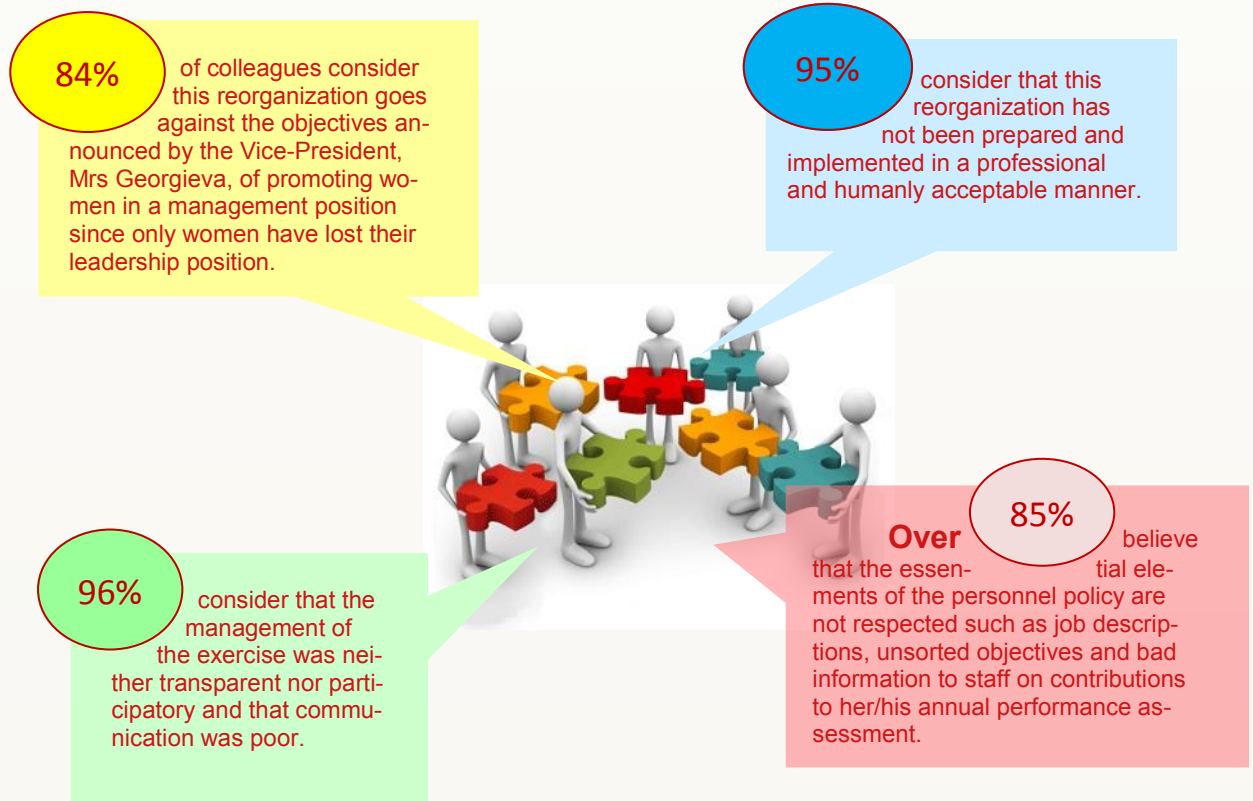 84%
of colleagues consider
this reorganization goes
against the objectives an-
nounced by the Vice-President,
Mrs Georgieva, of promoting wo-
men in a management position
since only women have lost their
leadership position.
95%
consider that this
reorganization has
not been prepared and
implemented in a professional
and humanly acceptable manner.
96%
consider that the
management of
the exercise was nei-
ther transparent nor parti-
cipatory and that commu-
nication was poor.
Over 85% believe
that the essen- tial ele-
ments of the personnel policy are
not respected such as job descrip-
tions, unsorted objectives and bad
information to staff on contributions
to her/his annual performance as-
sessment.